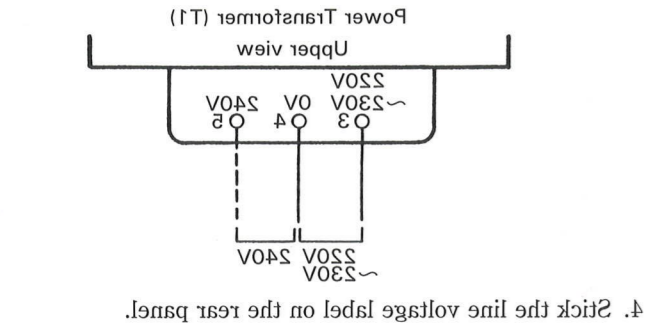 Power Transformer (T1)
Upper view
220V
~230V 0V 240V
3 4 5
220V 240V
~230V
4. Stick the line voltage label on the rear panel.